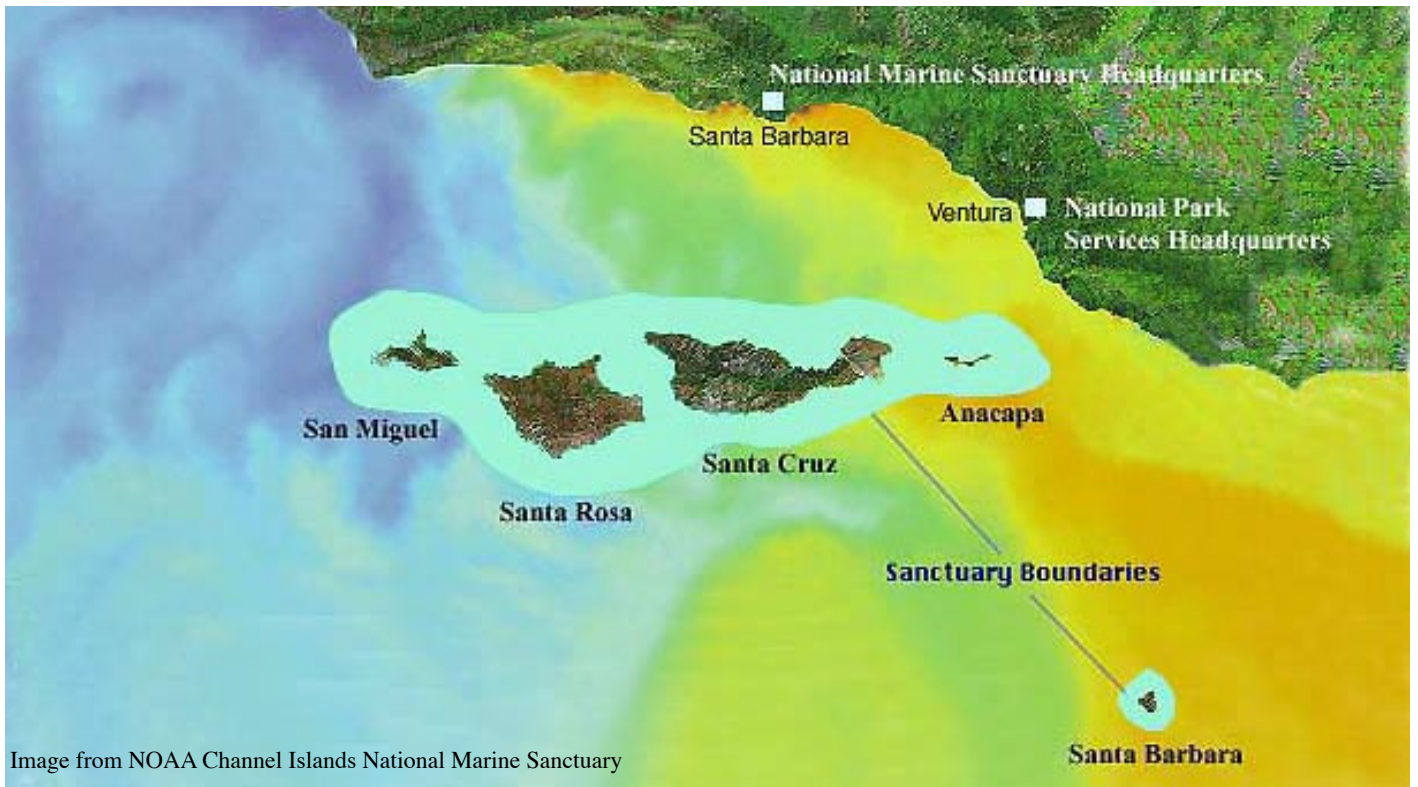 National Marine Sanctuary Headquarters
Santa Barbara
Ventura
National Park
Services Headquarters
San Miguel
Anacapa
Santa Cruz
Santa Rosa
Sanctuary Boundaries
Santa Barbara
Image from NOAA Channel Islands National Marine Sanctuary